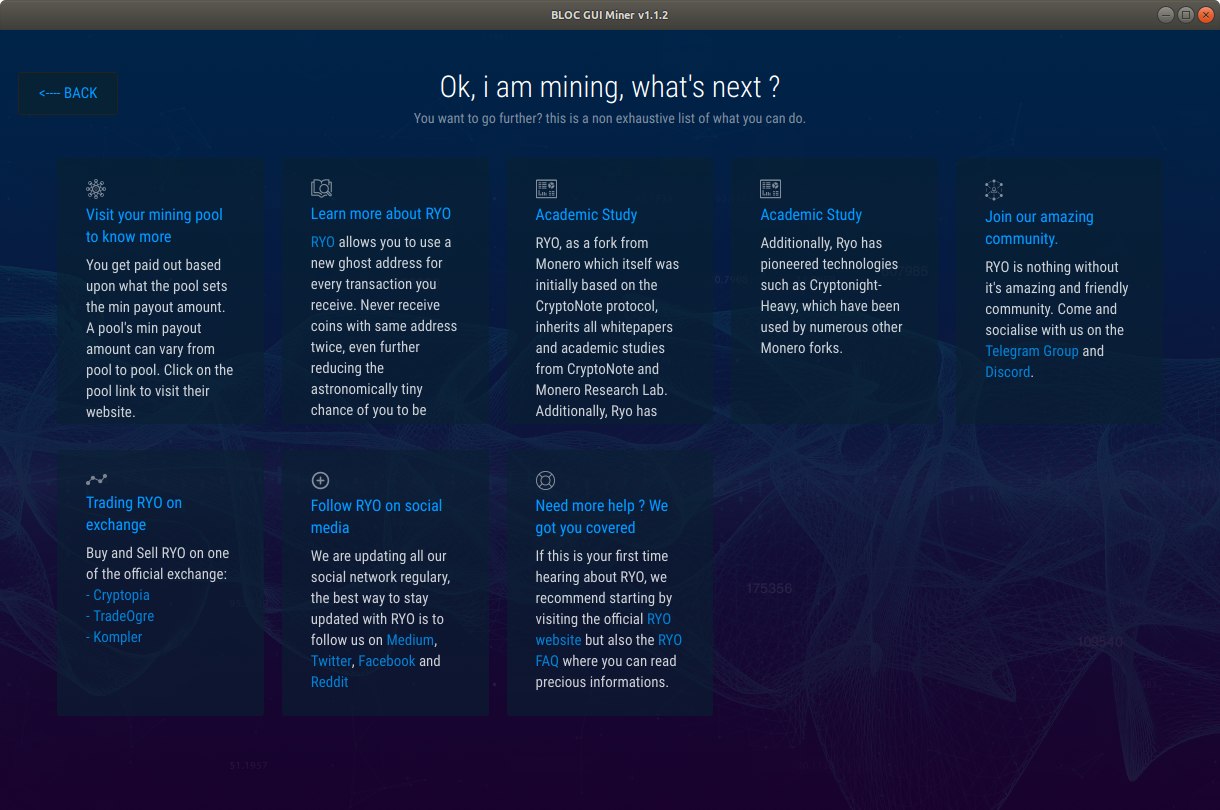 BLOC GUI Miner v1.1.2
<---- BACK
Ok, i am mining, what's next ?
You want to go further? this is a non exhaustive list of what you can do.
Visit your mining pool
to know more
You get paid out based
upon what the pool sets
the min payout amount.
A pool's min payout
amount can vary from
pool to pool. Click on the
pool link to visit their
website.
Learn more about RYO
RYO allows you to use a
new ghost address for
every transaction you
receive. Never receive
coins with same address
twice, even further
reducing the
astronomically tiny
chance of you to be
Academic Study
RYO, as a fork from
Monero which itself was
initially based on the
CryptoNote protocol,
inherits all whitepapers
and academic studies
from CryptoNote and
Monero Research Lab.
Additionally, Ryo has
Academic Study
Additionally, Ryo has
pioneered technologies
such as Cryptonight-
Heavy, which have been
used by numerous other
Monero forks.
Join our amazing
community.
RYO is nothing without
it's amazing and friendly
community. Come and
socialise with us on the
Telegram Group and
Discord.
Trading RYO on
exchange
Buy and Sell RYO on one
of the official exchange:
- Cryptopia
- TradeOgre
- Kompler
Follow RYO on social
media
We are updating all our
social network regulary,
the best way to stay
updated with RYO is to
follow us on Medium,
Twitter, Facebook and
Reddit
Need more help ? We
got you covered
If this is your first time
hearing about RYO, we
recommend starting by
visiting the official RYO
website but also the RYO
FAQ where you can read
precious informations.
175356
109540
51.1957